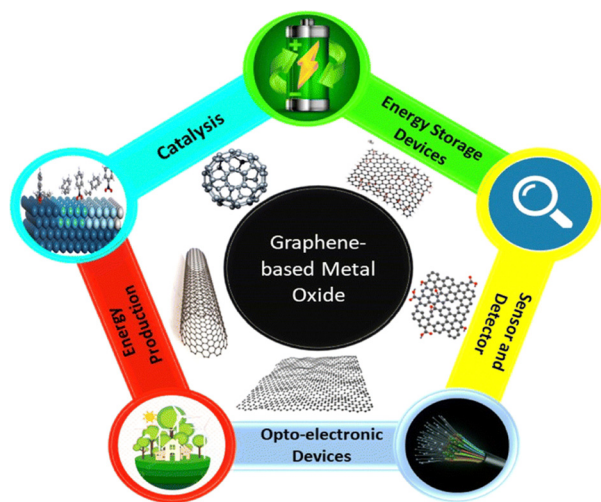 Catalysis
Energy Storage
Devices
Graphene-
based Metal
Oxide
Energy
Production
Sensor and
Detector
Opto-electronic
Devices